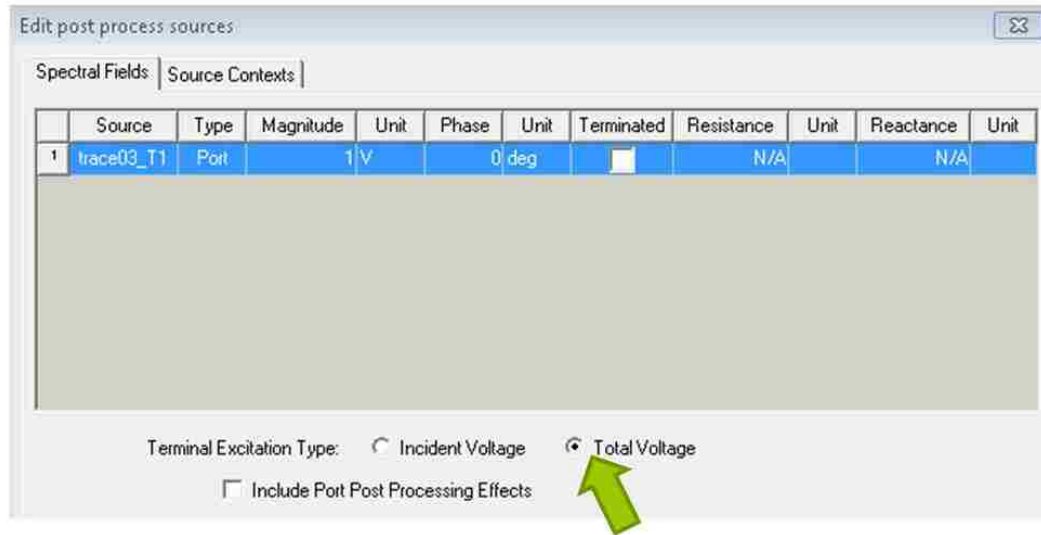 Edit post process sources
Spectral Fields Source Contexts
Source Type Magnitude Unit Phase Unit Terminated Resistance Unit Reactance Unit
1 trace03_T1 Port 1 V 0 deg N/A N/A
Terminal Excitation Type: Incident Voltage Total Voltage
Include Port Post Processing Effects